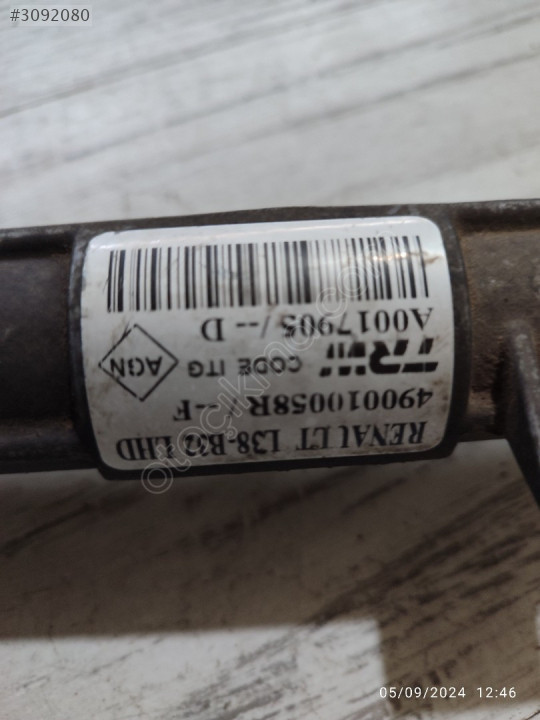 #3092080
RENAULT L38,B32 LHD
490010058R / --F
TRW CODE ITG AGN
A0017905 / -- D
05/09/2024 12:46